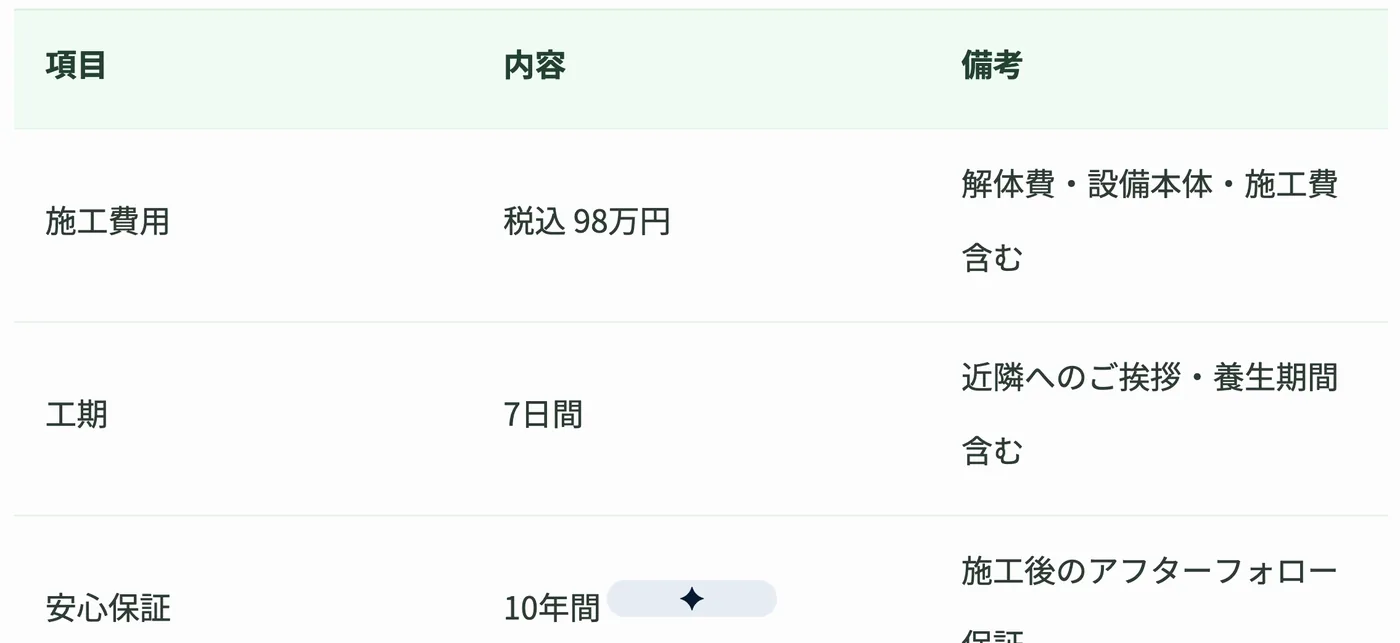 項目 内容 備考
施工費用 税込 98万円 解体費・設備本体・施工費
含む
工期 7日間 近隣へのご挨拶・養生期間
含む
安心保証 10年間 施工後のアフターフォロー
保証